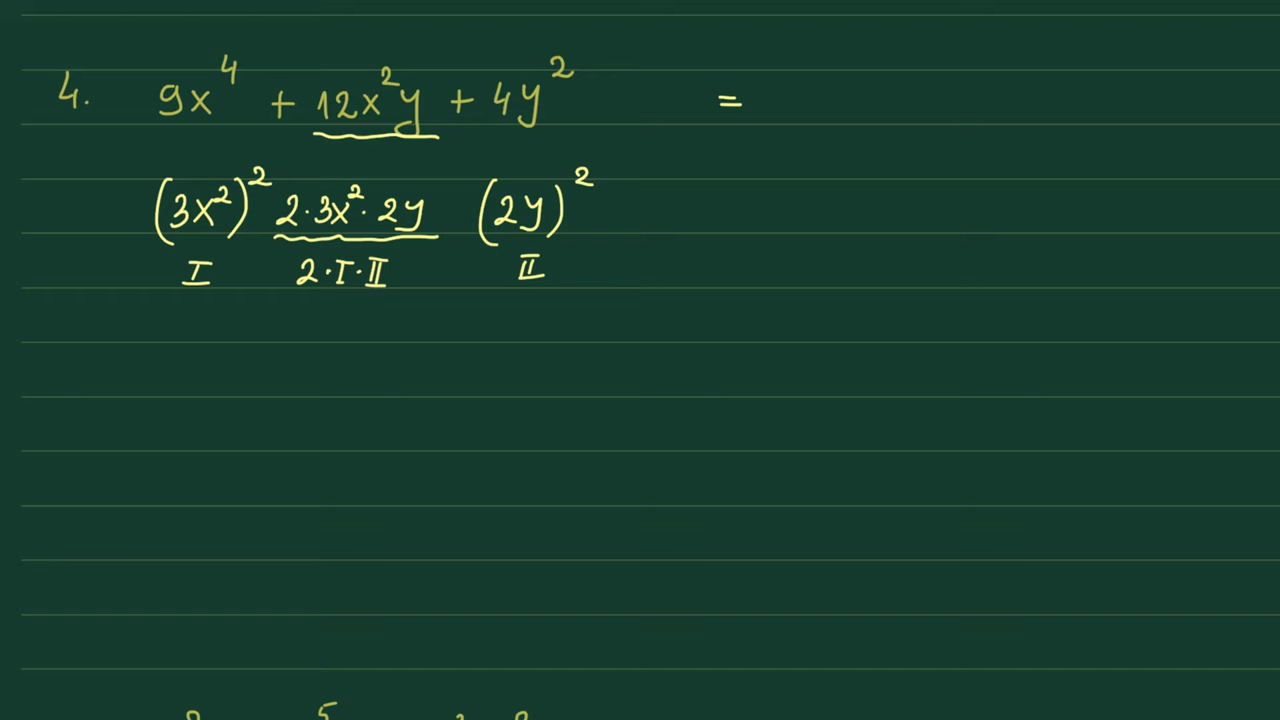 4. 9x⁴ + 12x²y + 4y² =
(3x²)² 2·3x²·2y (2y)²
I 2·I·II II